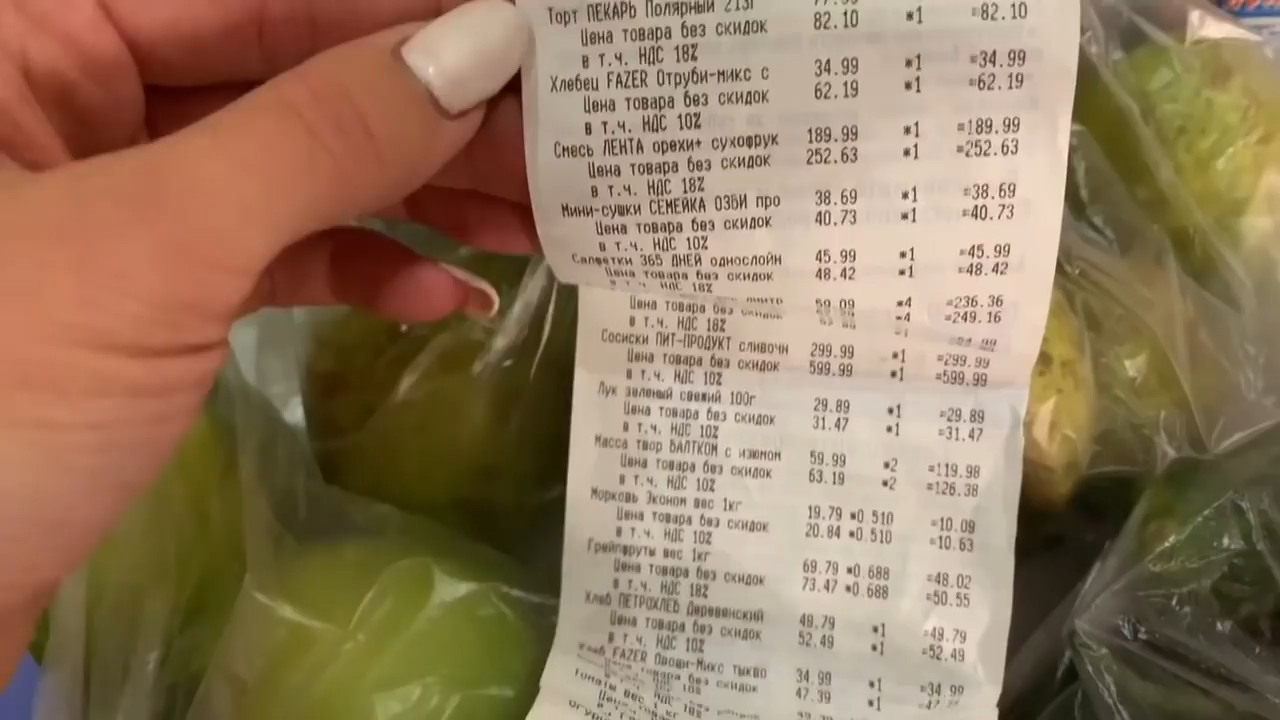 Торт ПЕКАРЬ Полярный 213г
Цена товара без скидок 82.10 *1 =82.10
в т.ч. НДС 18%
Хлебец FAZER Отруби-микс с 34.99 *1 =34.99
Цена товара без скидок 62.19 *1 =62.19
в т.ч. НДС 10%
Смесь ЛЕНТА орехи+ сухофрук 189.99 *1 =189.99
Цена товара без скидок 252.63 *1 =252.63
в т.ч. НДС 18%
Мини-сушки СЕМЕЙКА ОЗБИ про 38.69 *1 =38.69
Цена товара без скидок 40.73 *1 =40.73
в т.ч. НДС 10%
Салфетки 365 ДНЕЙ однослойн 45.99 *1 =45.99
Цена товара без скидок 48.42 *1 =48.42
в т.ч. НДС 18%
59.09 *4 =236.36
Цена товара без скидок *4 =249.16
в т.ч. НДС 18%
Сосиски ПИТ-ПРОДУКТ сливочн 299.99 *1 =299.99
Цена товара без скидок 599.99 *1 =599.99
в т.ч. НДС 10%
Лук зеленый свежий 100г 29.89 *1 =29.89
Цена товара без скидок 31.47 *1 =31.47
в т.ч. НДС 10%
Масса твор БАЛТКОМ с изюмом 59.99 *2 =119.98
Цена товара без скидок 63.19 *2 =126.38
в т.ч. НДС 10%
Морковь Эконом вес 1кг 19.79 *0.510 =10.09
Цена товара без скидок 20.84 *0.510 =10.63
в т.ч. НДС 10%
Грейпфруты вес 1кг 69.79 *0.688 =48.02
Цена товара без скидок 73.47 *0.688 =50.55
в т.ч. НДС 18%
Хлеб ПЕТРОХЛЕБ Деревенский 49.79 *1 =49.79
Цена товара без скидок 52.49 *1 =52.49
в т.ч. НДС 10%
Хлеб FAZER Овощи-Микс тыкво 34.99 *1 =34.99
Цена товара без скидок 47.39 *1
Томаты вес 1 кг